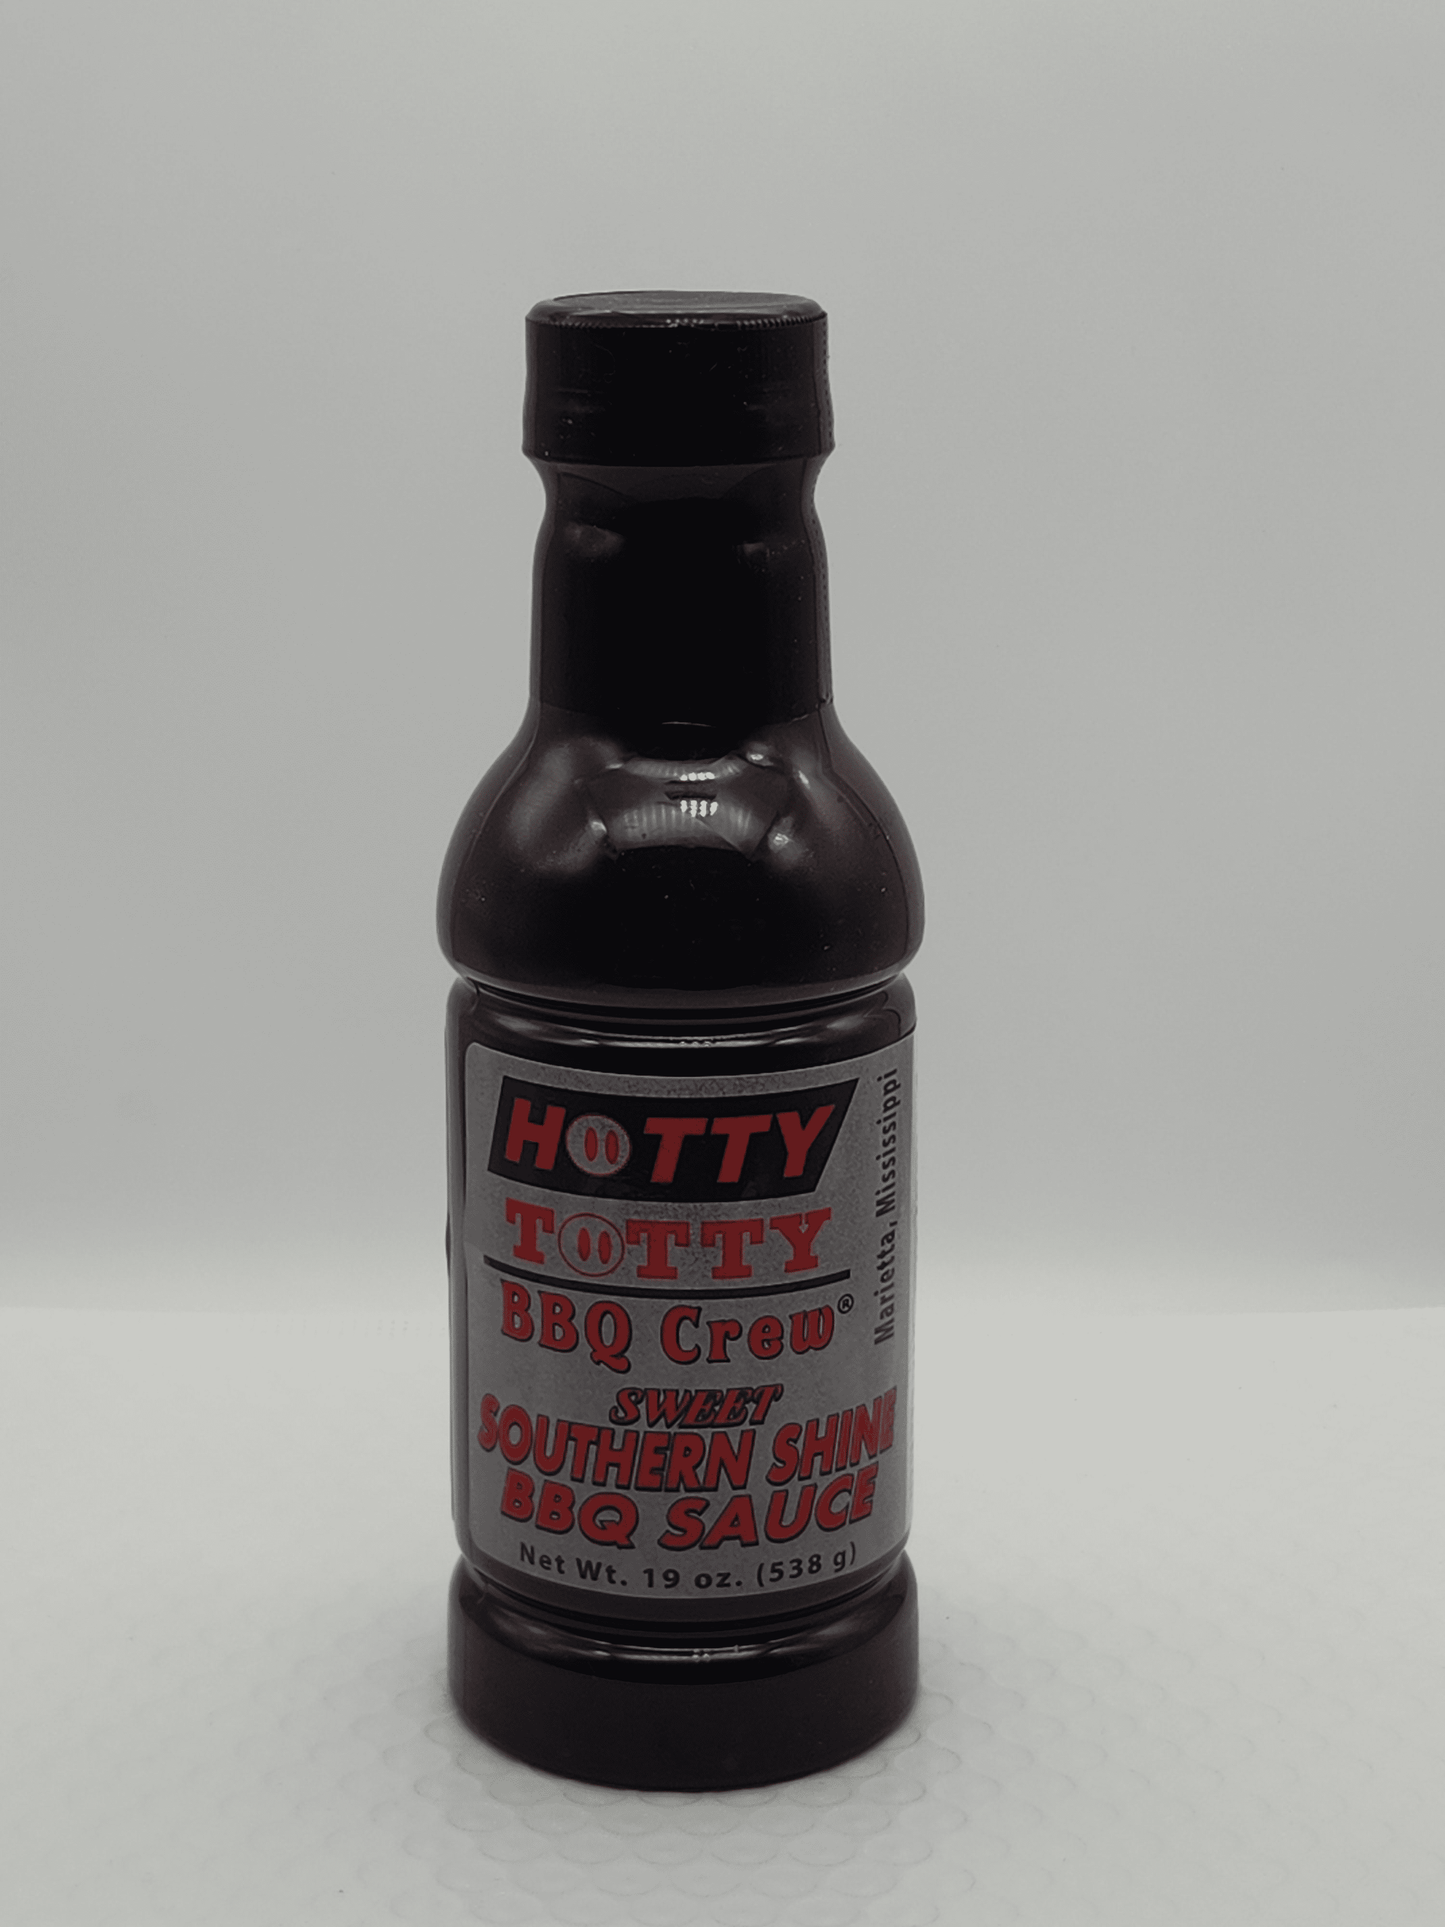 HOTTY
TOTTY
BBQ Crew®
SWEET
SOUTHERN SHINE
BBQ SAUCE
Net Wt. 19 oz. (538 g)
Marietta, Mississippi